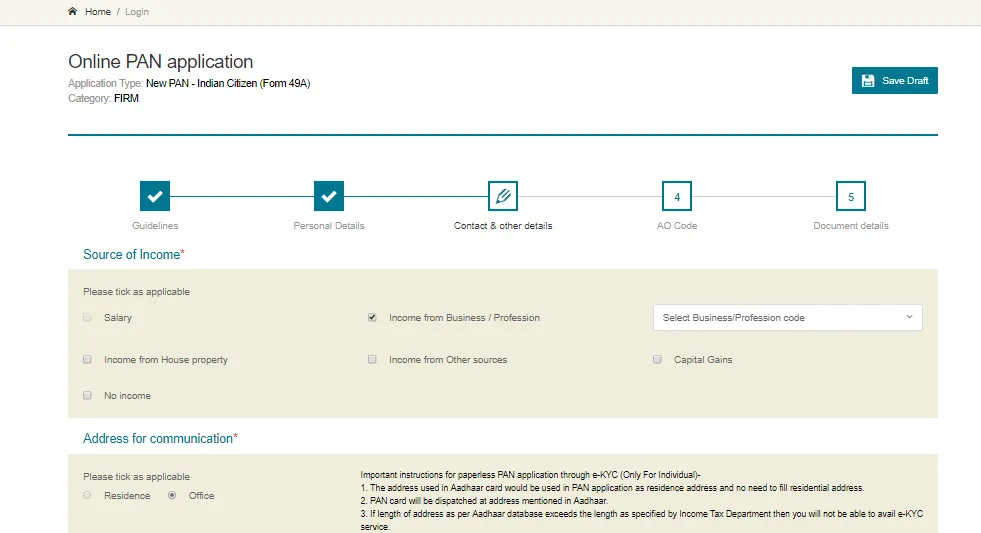 Home / Login
Online PAN application
Application Type: New PAN - Indian Citizen (Form 49A)
Category: FIRM
Save Draft
4
5
Guidelines
Personal Details
Contact & other details
AO Code
Document details
Source of Income*
Please tick as applicable
Salary
Income from Business / Profession
Select Business/Profession code
Income from House property
Income from Other sources
Capital Gains
No income
Address for communication*
Please tick as applicable
Residence
Office
Important instructions for paperless PAN application through e-KYC (Only For Individual)-
1. The address used in Aadhaar card would be used in PAN application as residence address and no need to fill residential address.
2. PAN card will be dispatched at address mentioned in Aadhaar.
3. If length of address as per Aadhaar database exceeds the length as specified by Income Tax Department then you will not be able to avail e-KYC
service.